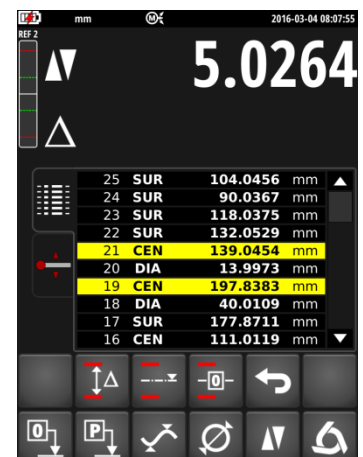 mm M 2016-03-04 08:07:55
REF 2
5.0264
25 SUR 104.0456 mm
24 SUR 90.0367 mm
23 SUR 118.0375 mm
22 SUR 132.0529 mm
21 CEN 139.0454 mm
20 DIA 13.9973 mm
19 CEN 197.8383 mm
18 DIA 40.0109 mm
17 SUR 177.8711 mm
16 CEN 111.0119 mm
Δ 0
0 P